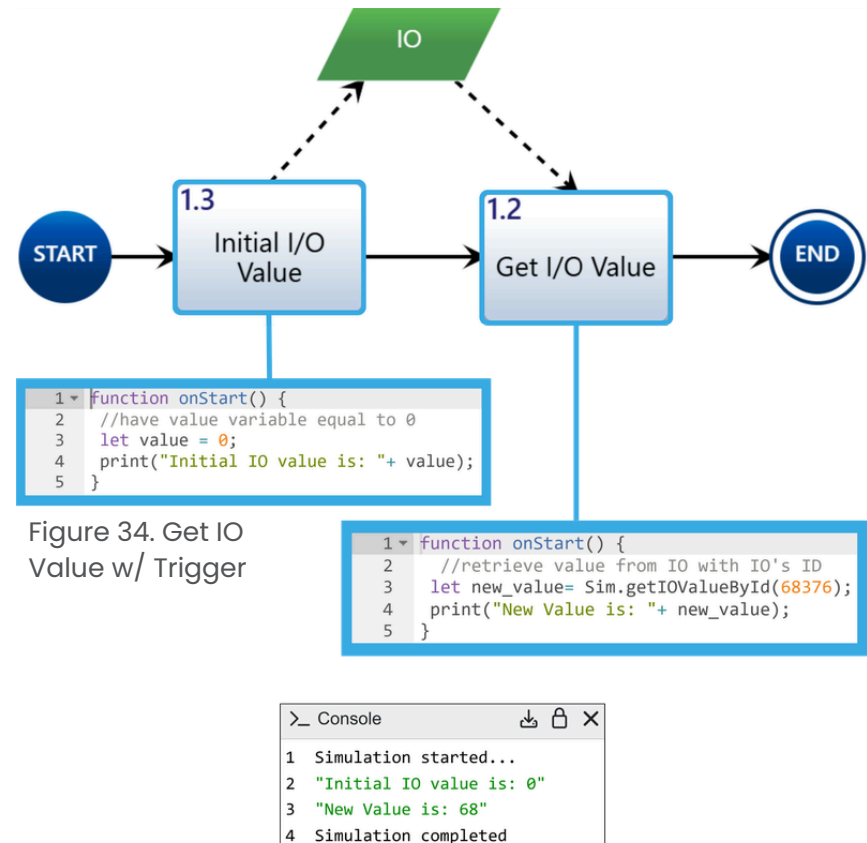 IO
START
1.3
Initial I/O
Value
1.2
Get I/O Value
END
1 function onStart() {
2 //have value variable equal to 0
3 let value = 0;
4 print("Initial IO value is: "+ value);
5 }
Figure 34. Get IO
Value w/ Trigger
1 function onStart() {
2 //retrieve value from IO with IO's ID
3 let new_value= Sim.getIOValueById(68376);
4 print("New Value is: "+ new_value);
5 }
>_ Console
1 Simulation started...
2 "Initial IO value is: 0"
3 "New Value is: 68"
4 Simulation completed